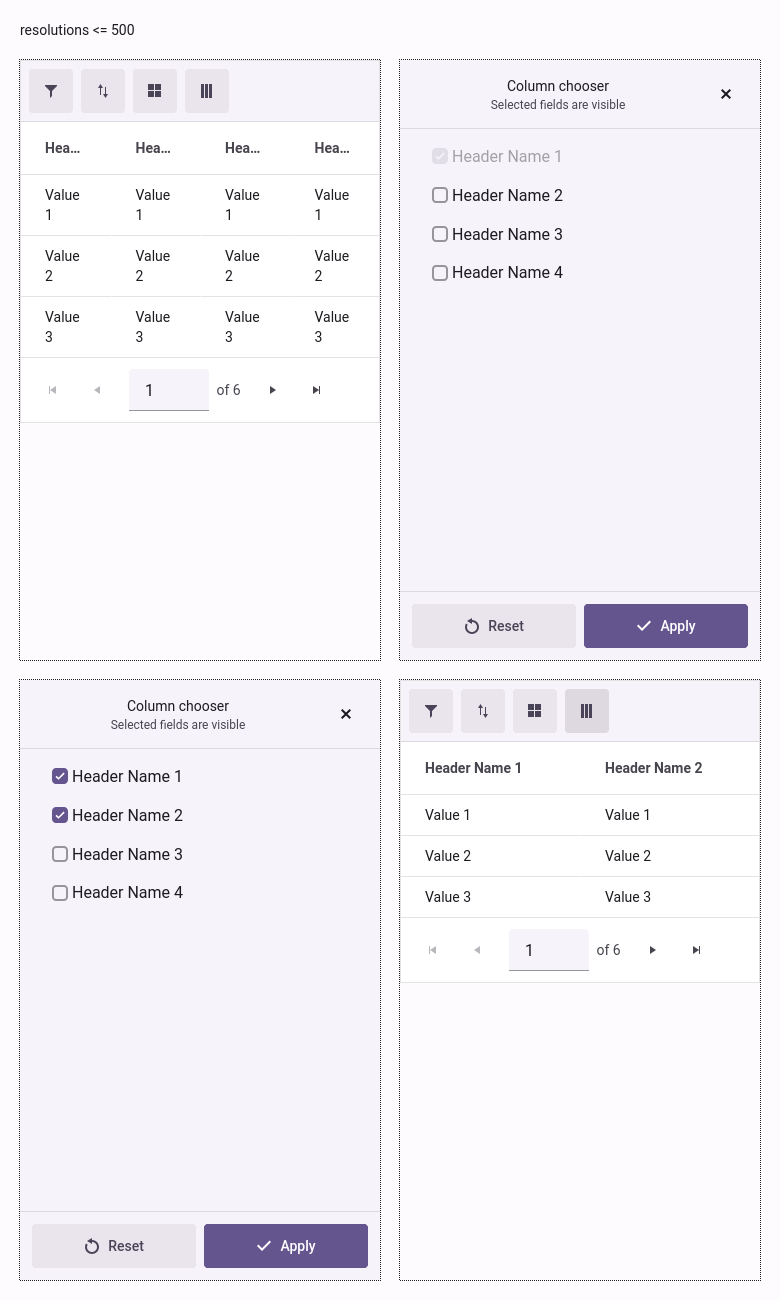 resolutions <= 500
Hea... Hea... Hea... Hea...
Value 1 Value 1 Value 1 Value 1
Value 2 Value 2 Value 2 Value 2
Value 3 Value 3 Value 3 Value 3
1 of 6
Column chooser
Selected fields are visible
Header Name 1
Header Name 2
Header Name 3
Header Name 4
Reset Apply
Column chooser
Selected fields are visible
Header Name 1
Header Name 2
Header Name 3
Header Name 4
Reset Apply
Header Name 1 Header Name 2
Value 1 Value 1
Value 2 Value 2
Value 3 Value 3
1 of 6